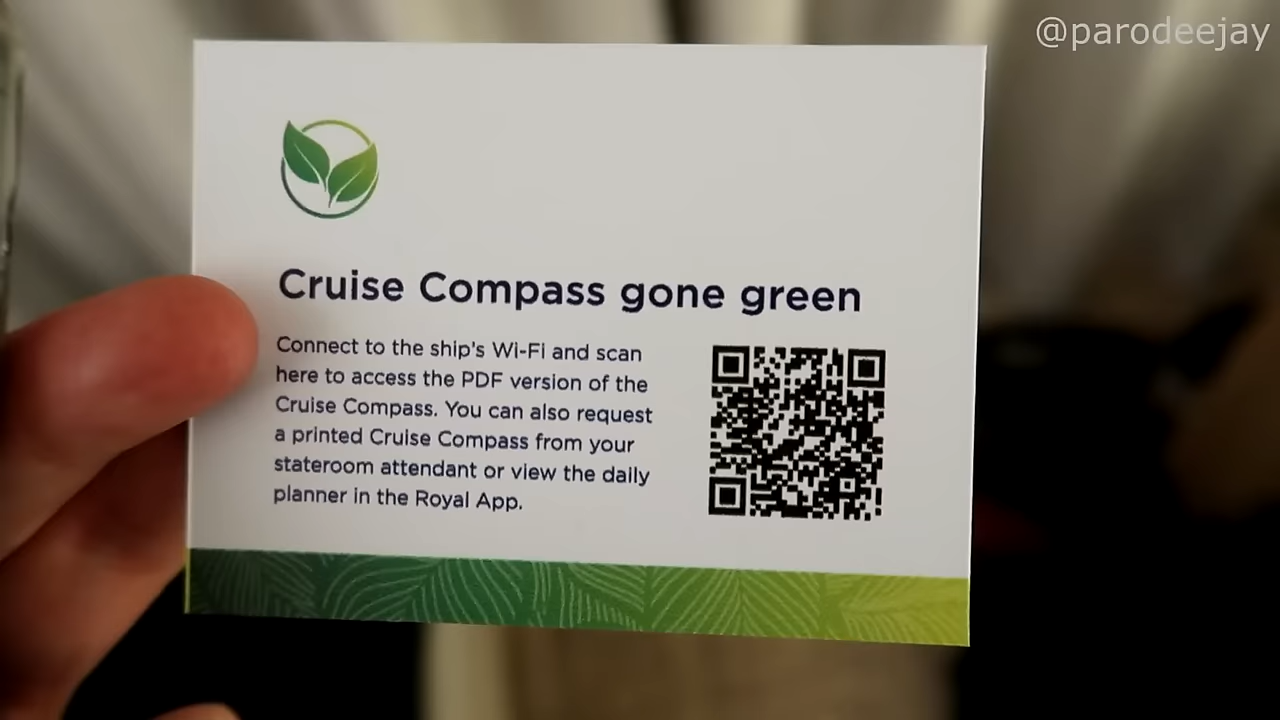 @parodeejay
Cruise Compass gone green
Connect to the ship's Wi-Fi and scan
here to access the PDF version of the
Cruise Compass. You can also request
a printed Cruise Compass from your
stateroom attendant or view the daily
planner in the Royal App.